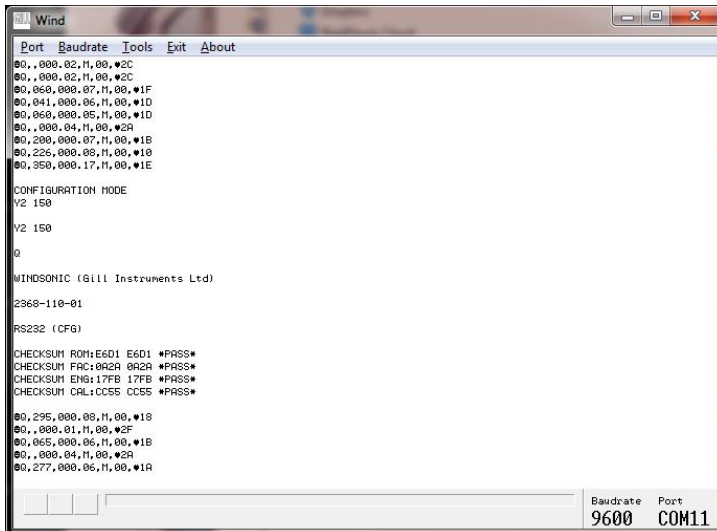 Wind
Port Baudrate Tools Exit About
☻Q,,000.02,M,00,♥2C
☻Q,,000.02,M,00,♥2C
☻Q,060,000.07,M,00,♥1F
☻Q,041,000.06,M,00,♥1D
☻Q,060,000.05,M,00,♥1D
☻Q,,000.04,M,00,♥2A
☻Q,200,000.07,M,00,♥1B
☻Q,226,000.08,M,00,♥10
☻Q,350,000.17,M,00,♥1E
CONFIGURATION MODE
Y2 150
Y2 150
Q
WINDSONIC (Gill Instruments Ltd)
2368-110-01
RS232 (CFG)
CHECKSUM ROM:E6D1 E6D1 *PASS*
CHECKSUM FAC:0A2A 0A2A *PASS*
CHECKSUM ENG:17FB 17FB *PASS*
CHECKSUM CAL:CC55 CC55 *PASS*
☻Q,295,000.08,M,00,♥18
☻Q,,000.01,M,00,♥2F
☻Q,065,000.06,M,00,♥1B
☻Q,,000.04,M,00,♥2A
☻Q,277,000.06,M,00,♥1A
Baudrate Port
9600 COM11